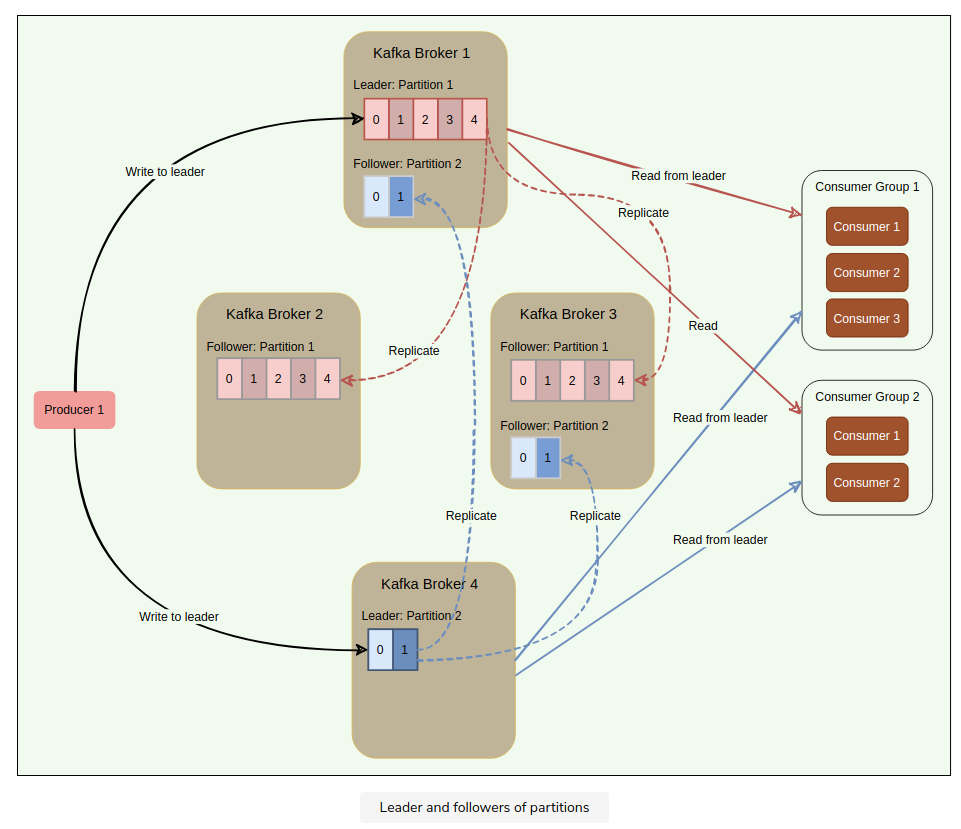 Kafka Broker 1
Leader: Partition 1
0 1 2 3 4
Follower: Partition 2
0 1
Write to leader
Read from leader
Replicate
Consumer Group 1
Consumer 1
Consumer 2
Consumer 3
Kafka Broker 2
Follower: Partition 1
0 1 2 3 4
Replicate
Kafka Broker 3
Follower: Partition 1
0 1 2 3 4
Follower: Partition 2
0 1
Read
Producer 1
Read from leader
Consumer Group 2
Consumer 1
Consumer 2
Replicate
Replicate
Read from leader
Kafka Broker 4
Leader: Partition 2
0 1
Write to leader
Leader and followers of partitions